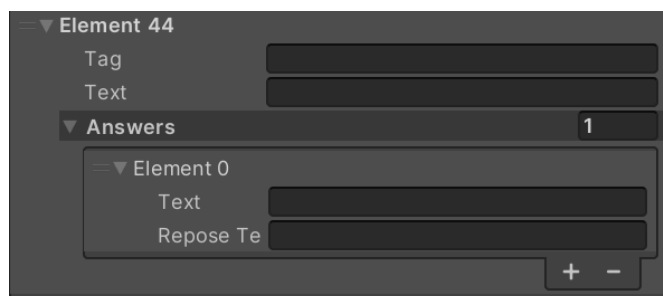 Element 44
Tag
Text
Answers 1
Element 0
Text
Repose Te
+ -